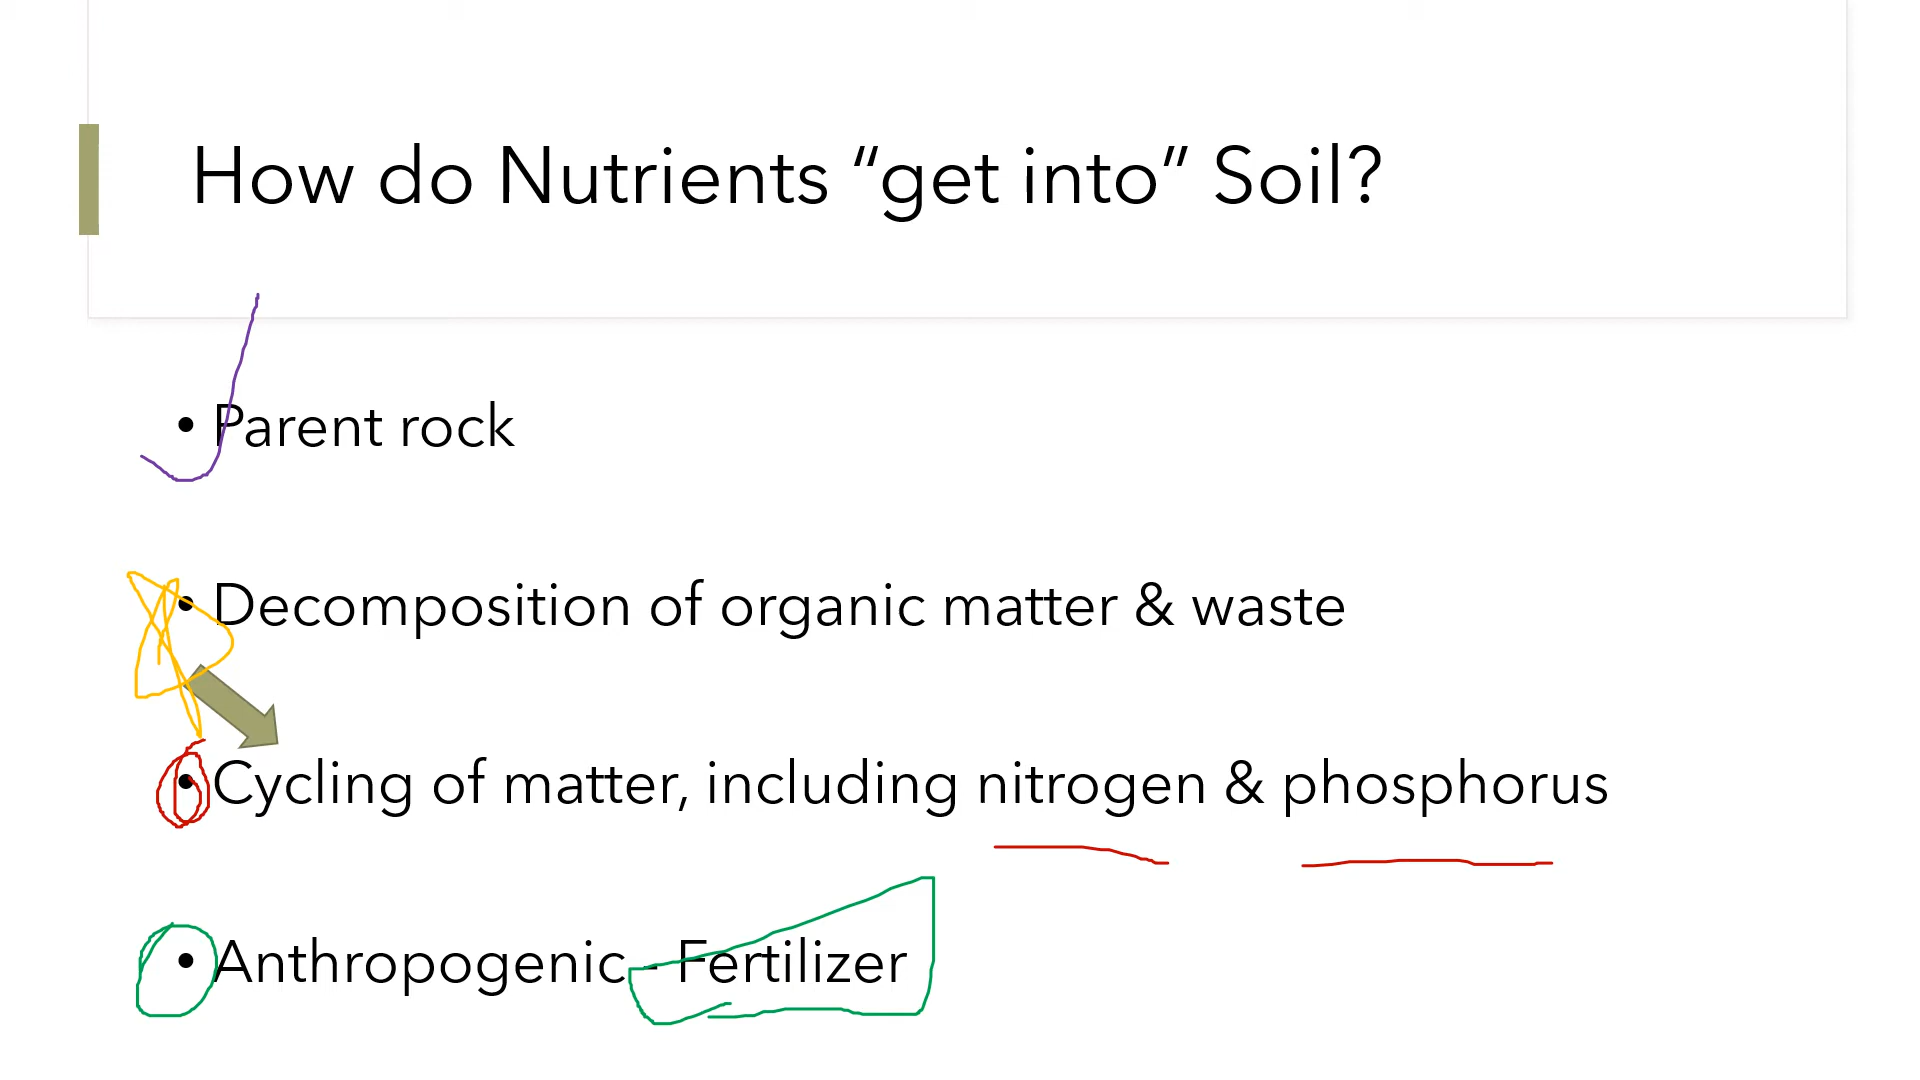 How do Nutrients “get into” Soil?
• Parent rock
• Decomposition of organic matter & waste
• Cycling of matter, including nitrogen & phosphorus
• Anthropogenic - Fertilizer